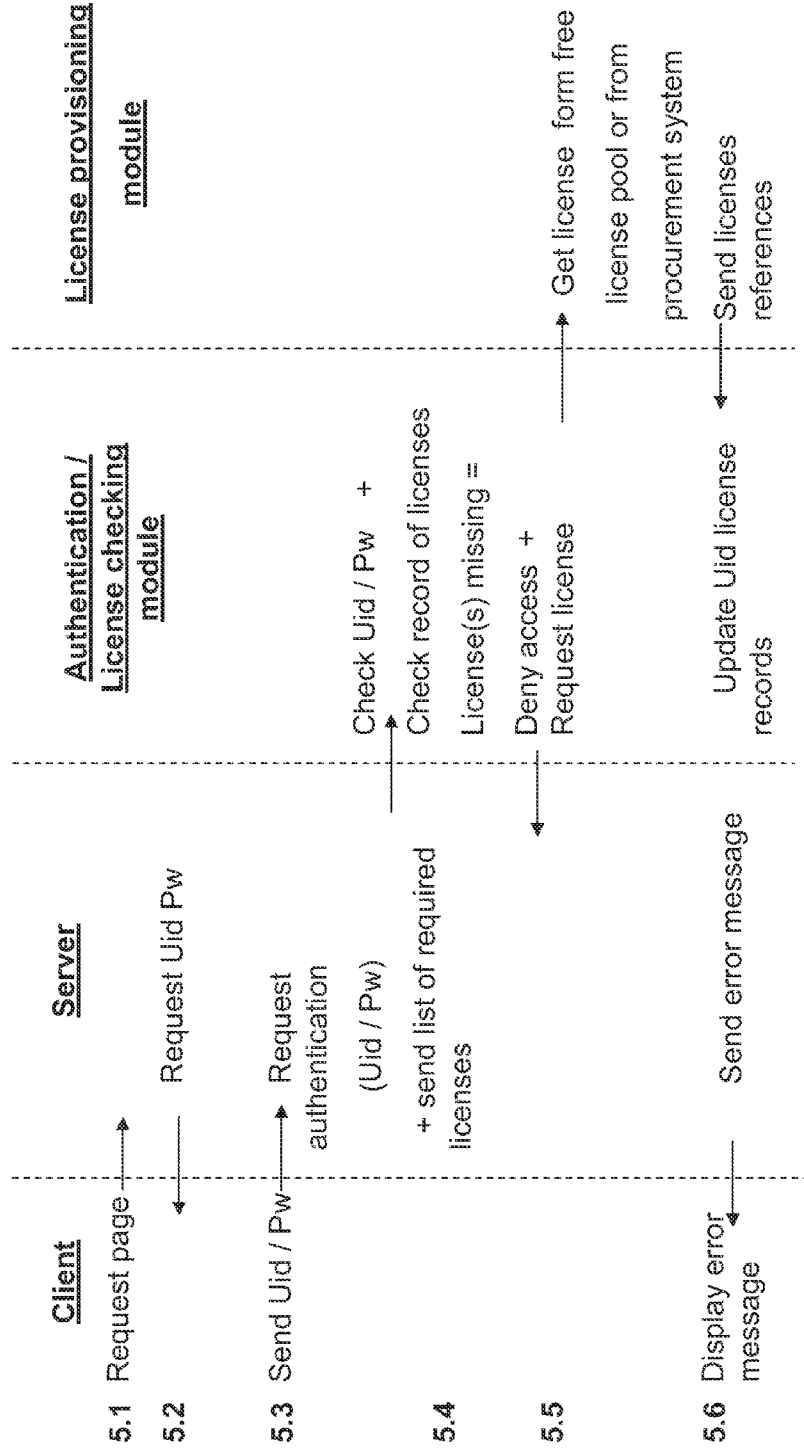 Client
Server
Authentication /
License checking
module
License provisioning
module
5.1
Request page
5.2
Request Uid Pw
5.3
Send Uid / Pw
Request
authentication
(Uid / Pw)
+ send list of required
licenses
5.4
Check Uid / Pw +
Check record of licenses
License(s) missing =
5.5
Deny access +
Request license
Get license form free
license pool or from
procurement system
5.6
Display error
message
Send error message
Update Uid license
records
Send licenses
references